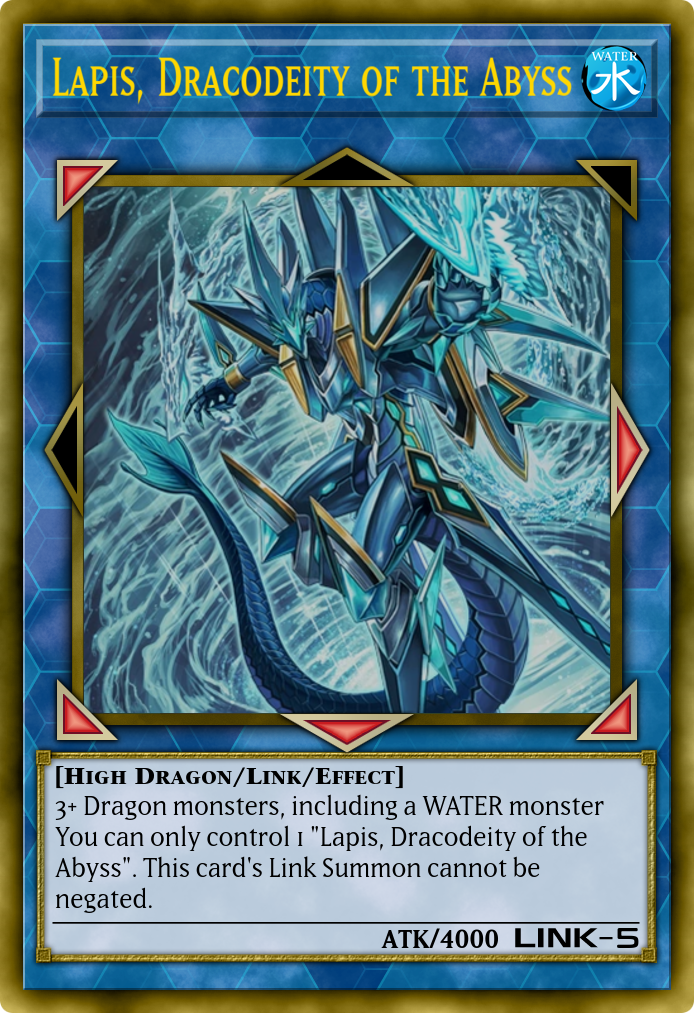 Lapis, Dracodeity of the Abyss
WATER
水
[High Dragon/Link/Effect]
3+ Dragon monsters, including a WATER monster
You can only control 1 "Lapis, Dracodeity of the
Abyss". This card's Link Summon cannot be
negated.
ATK/4000 LINK-5